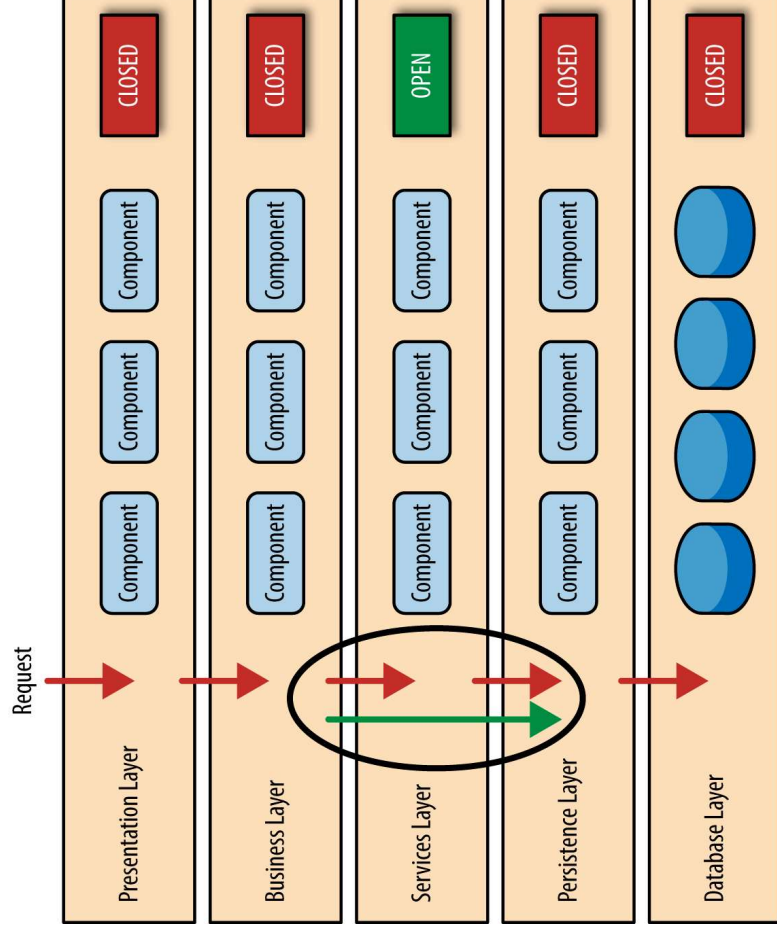 Request
Presentation Layer
Component
Component
Component
CLOSED
Business Layer
Component
Component
Component
CLOSED
Services Layer
Component
Component
Component
OPEN
Persistence Layer
Component
Component
Component
CLOSED
Database Layer
CLOSED